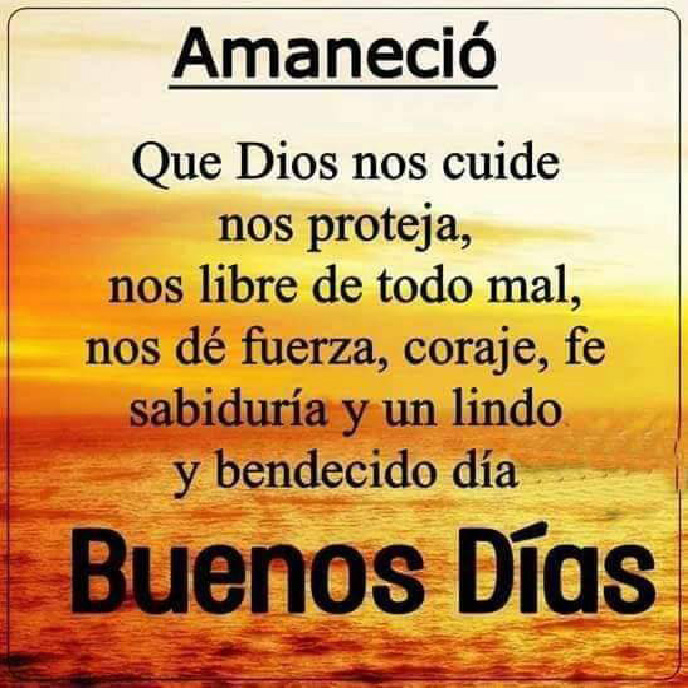 Amaneció
Que Dios nos cuide
nos proteja,
nos libre de todo mal,
nos dé fuerza, coraje, fe
sabiduría y un lindo
y bendecido día
Buenos Días